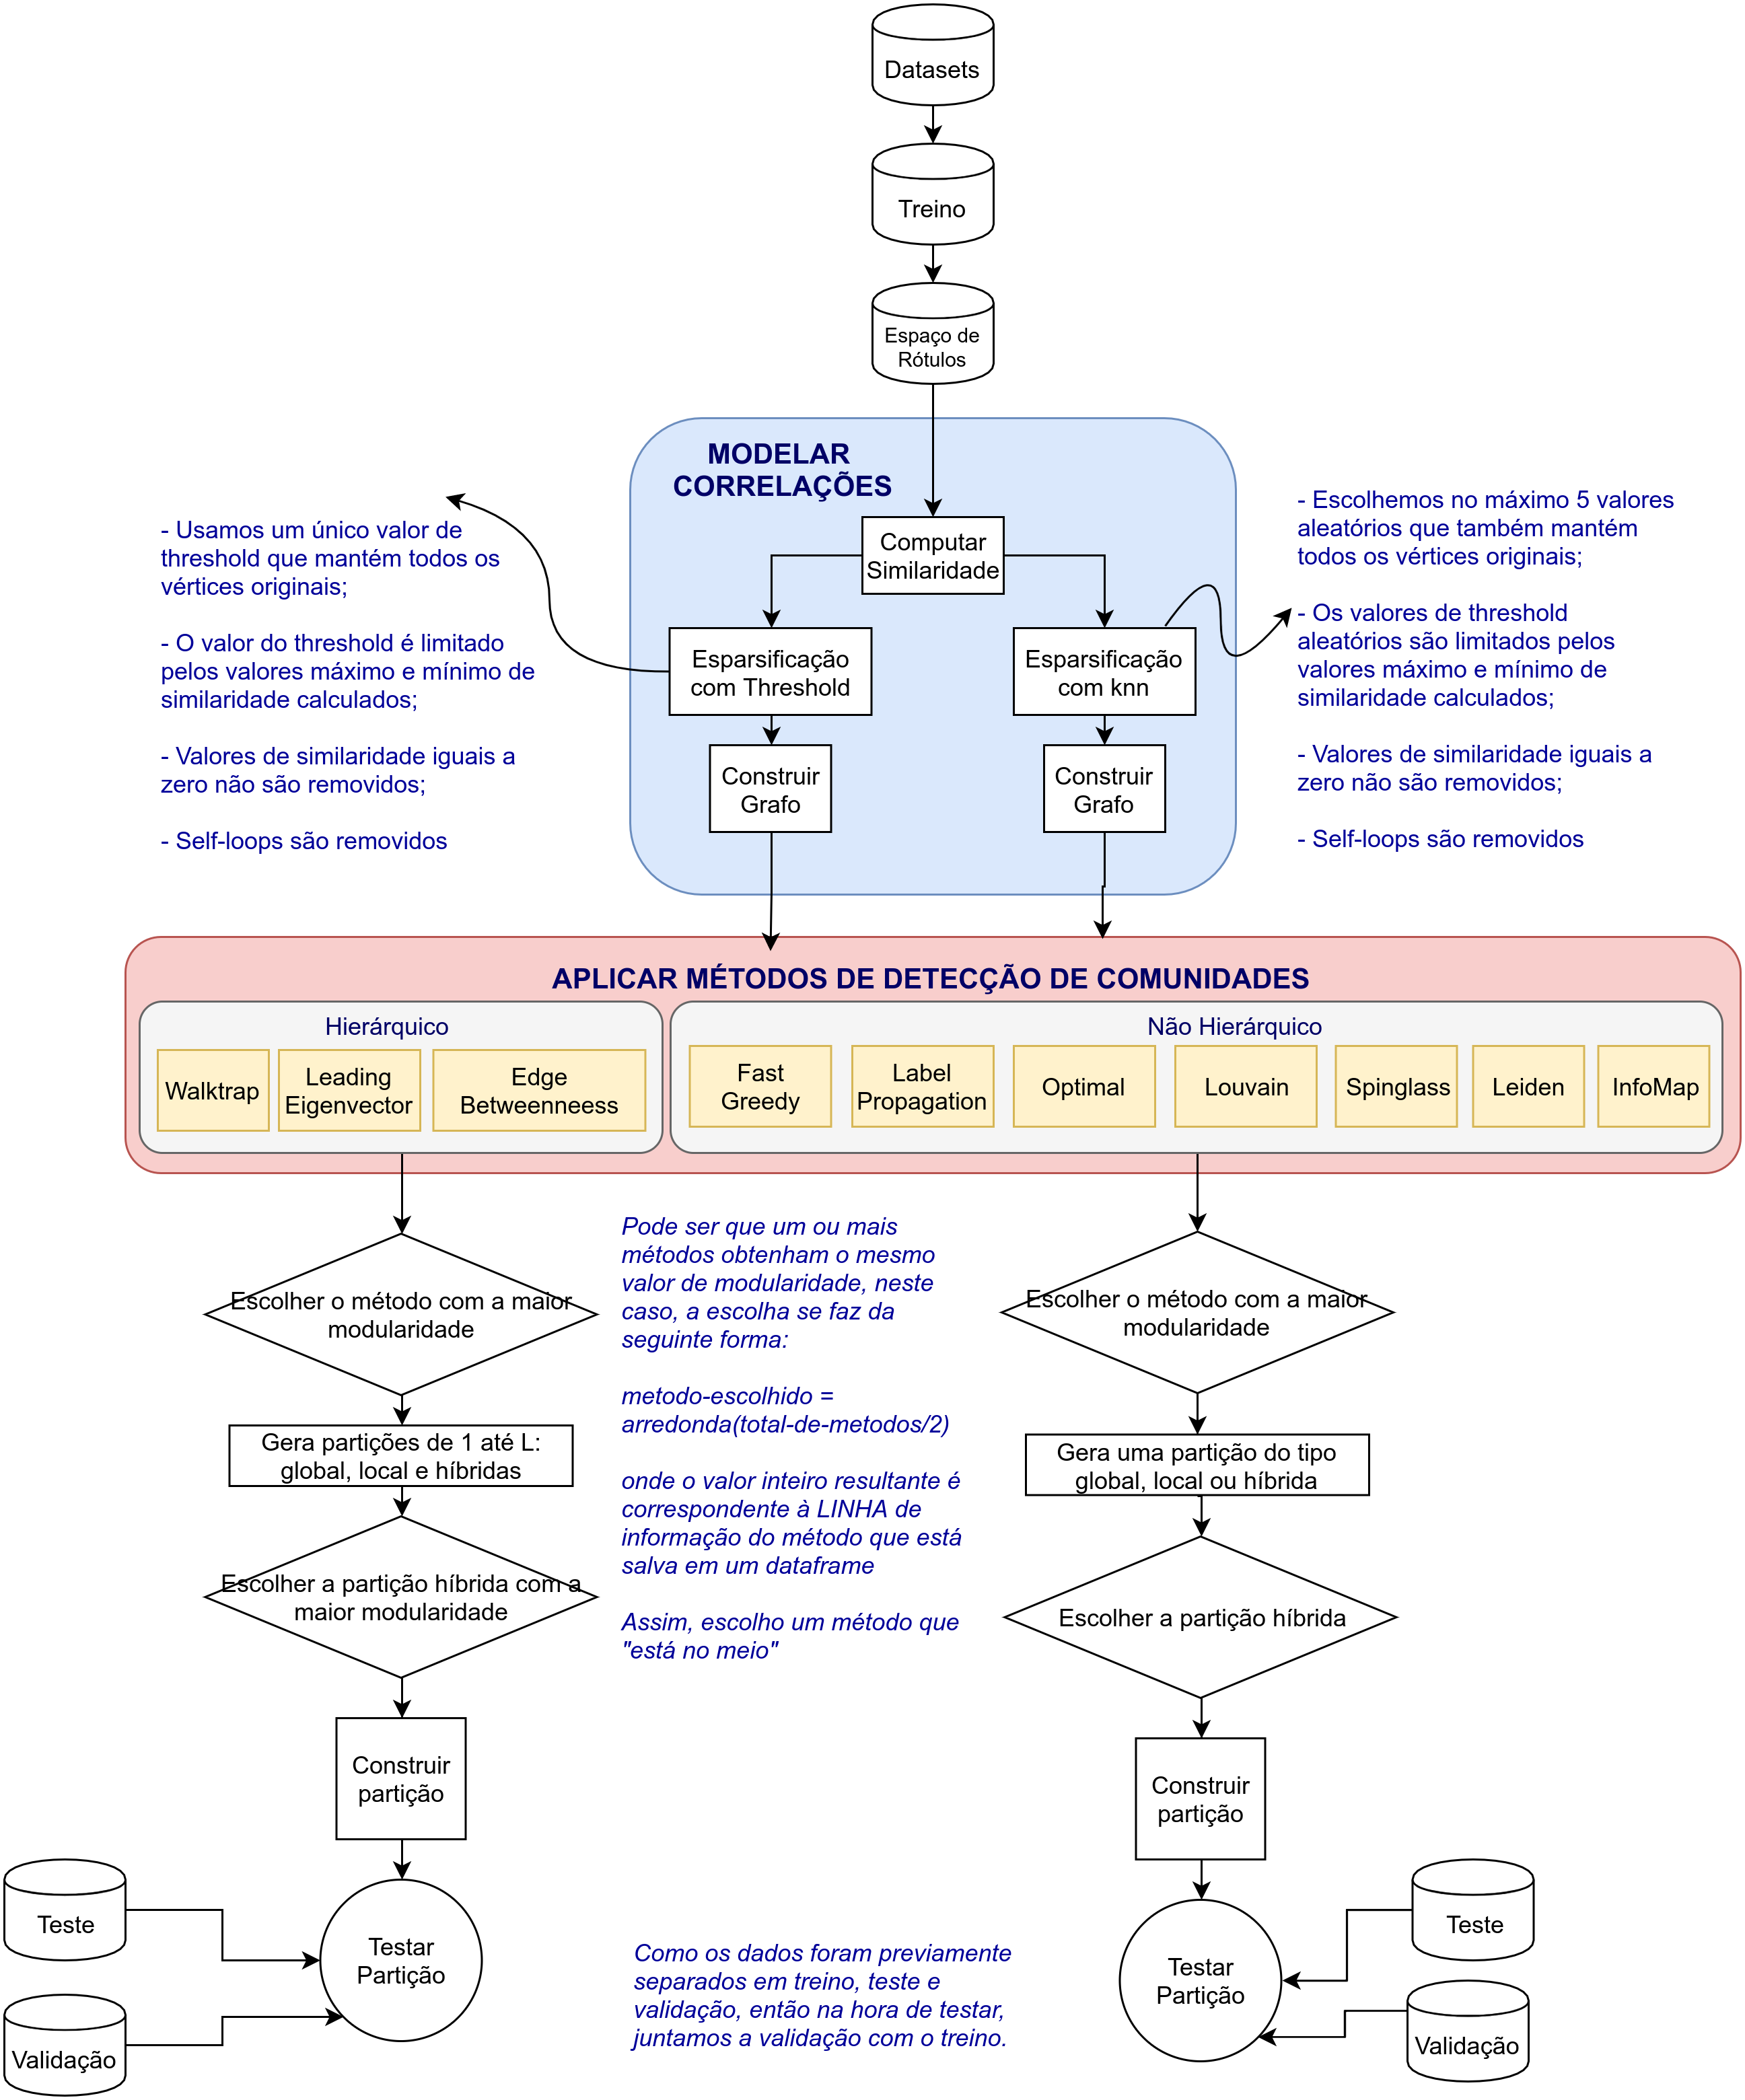 Datasets
Treino
Espaço de
Rótulos
MODELAR
CORRELAÇÕES
Computar
Similaridade
Esparsificação
com Threshold
Esparsificação
com knn
Construir
Grafo
Construir
Grafo
- Usamos um único valor de
threshold que mantém todos os
vértices originais;
- O valor do threshold é limitado
pelos valores máximo e mínimo de
similaridade calculados;
- Valores de similaridade iguais a
zero não são removidos;
- Self-loops são removidos
- Escolhemos no máximo 5 valores
aleatórios que também mantém
todos os vértices originais;
- Os valores de threshold
aleatórios são limitados pelos
valores máximo e mínimo de
similaridade calculados;
- Valores de similaridade iguais a
zero não são removidos;
- Self-loops são removidos
APLICAR MÉTODOS DE DETECÇÃO DE COMUNIDADES
Hierárquico
Walktrap
Leading
Eigenvector
Edge
Betweenneess
Não Hierárquico
Fast
Greedy
Label
Propagation
Optimal
Louvain
Spinglass
Leiden
InfoMap
Escolher o método com a maior
modularidade
Gera partições de 1 até L:
global, local e híbridas
Escolher a partição híbrida com a
maior modularidade
Construir
partição
Testar
Partição
Teste
Validação
Pode ser que um ou mais
métodos obtenham o mesmo
valor de modularidade, neste
caso, a escolha se faz da
seguinte forma:
metodo-escolhido =
arredonda(total-de-metodos/2)
onde o valor inteiro resultante é
correspondente à LINHA de
informação do método que está
salva em um dataframe
Assim, escolho um método que
"está no meio"
Escolher o método com a maior
modularidade
Gera uma partição do tipo
global, local ou híbrida
Escolher a partição híbrida
Construir
partição
Testar
Partição
Teste
Validação
Como os dados foram previamente
separados em treino, teste e
validação, então na hora de testar,
juntamos a validação com o treino.